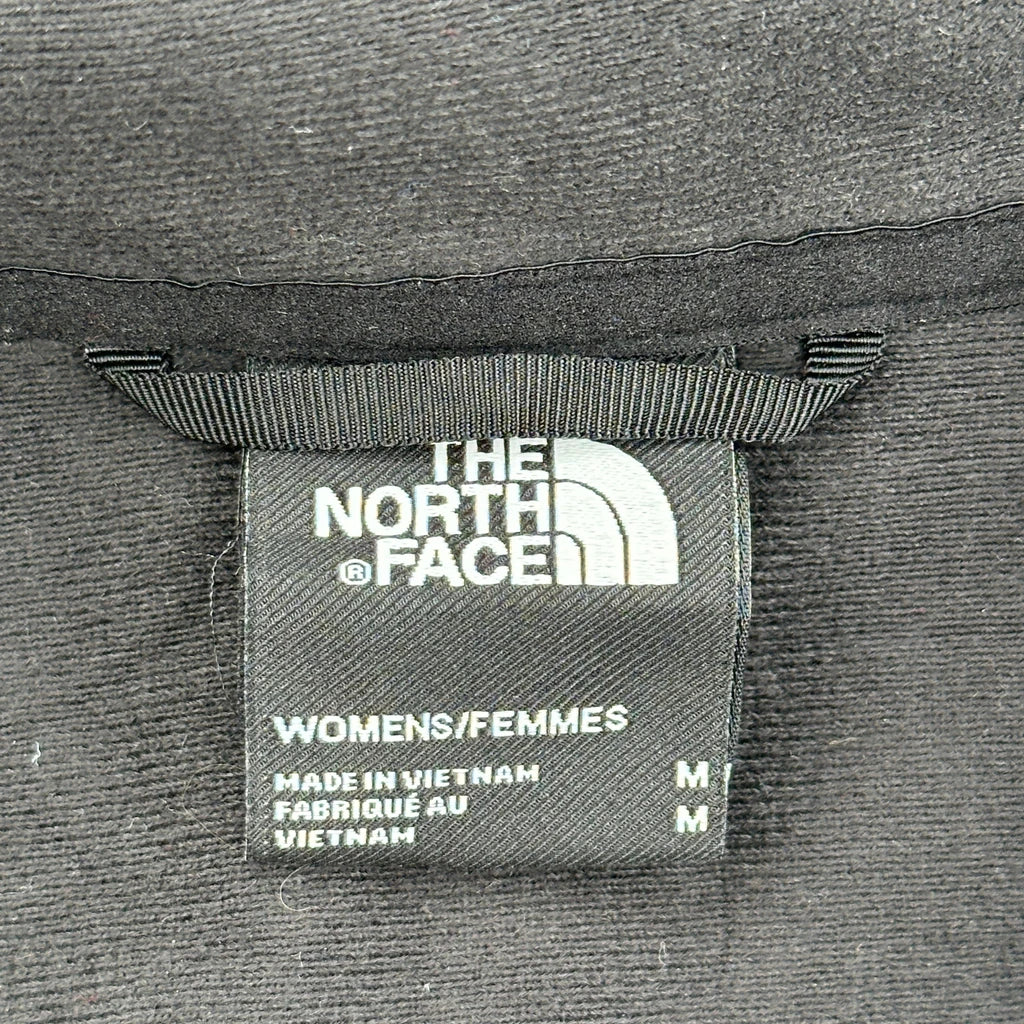 THE
NORTH
®FACE
WOMENS/FEMMES
MADE IN VIETNAM M/
FABRIQUÉ AU
VIETNAM M